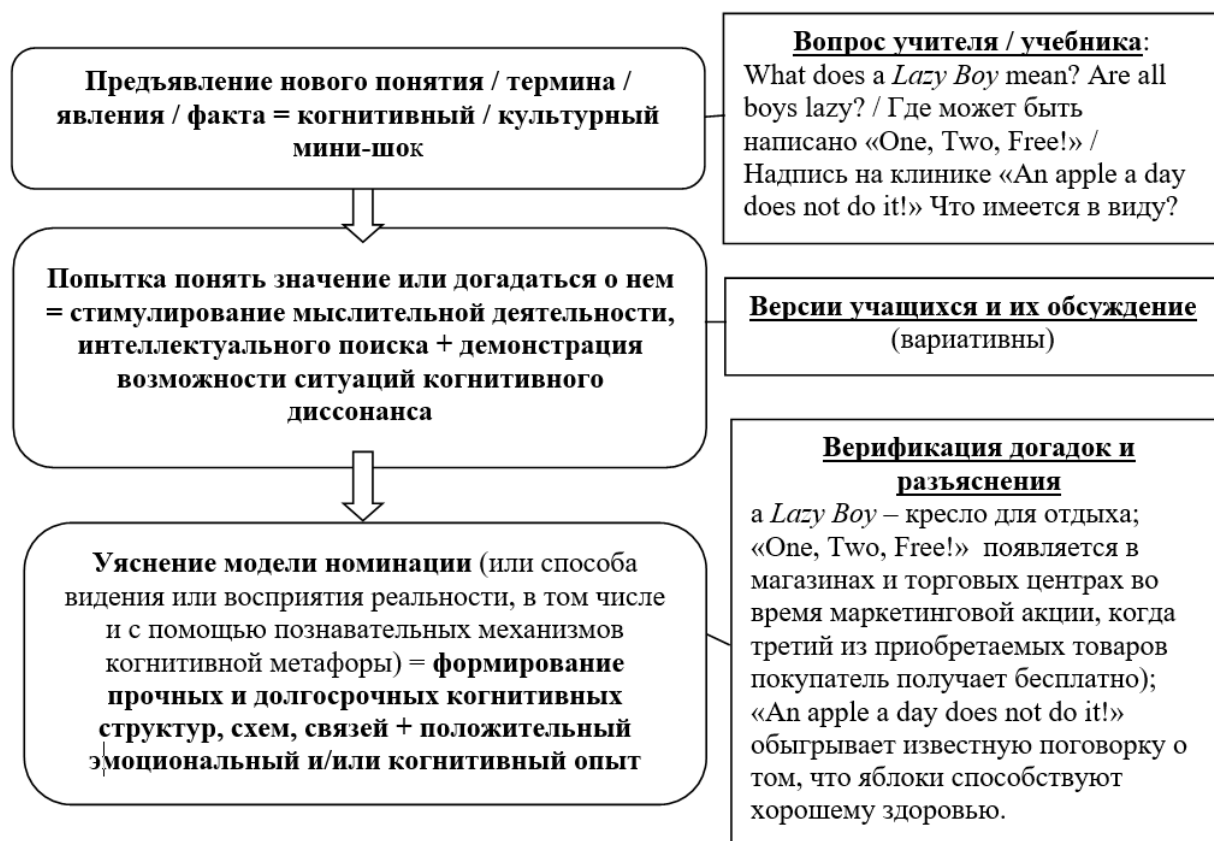 Предъявление нового понятия / термина /
явления / факта = когнитивный / культурный
мини-шок
Вопрос учителя / учебника:
What does a Lazy Boy mean? Are all
boys lazy? / Где может быть
написано «One, Two, Free!» /
Надпись на клинике «An apple a day
does not do it!» Что имеется в виду?
Попытка понять значение или догадаться о нем
= стимулирование мыслительной деятельности,
интеллектуального поиска + демонстрация
возможности ситуаций когнитивного
диссонанса
Версии учащихся и их обсуждение
(вариативны)
Уяснение модели номинации (или способа
видения или восприятия реальности, в том числе
и с помощью познавательных механизмов
когнитивной метафоры) = формирование
прочных и долгосрочных когнитивных
структур, схем, связей + положительный
эмоциональный и/или когнитивный опыт
Верификация догадок и
разъяснения
a Lazy Boy – кресло для отдыха;
«One, Two, Free!» появляется в
магазинах и торговых центрах во
время маркетинговой акции, когда
третий из приобретаемых товаров
покупатель получает бесплатно);
«An apple a day does not do it!»
обыгрывает известную поговорку о
том, что яблоки способствуют
хорошему здоровью.